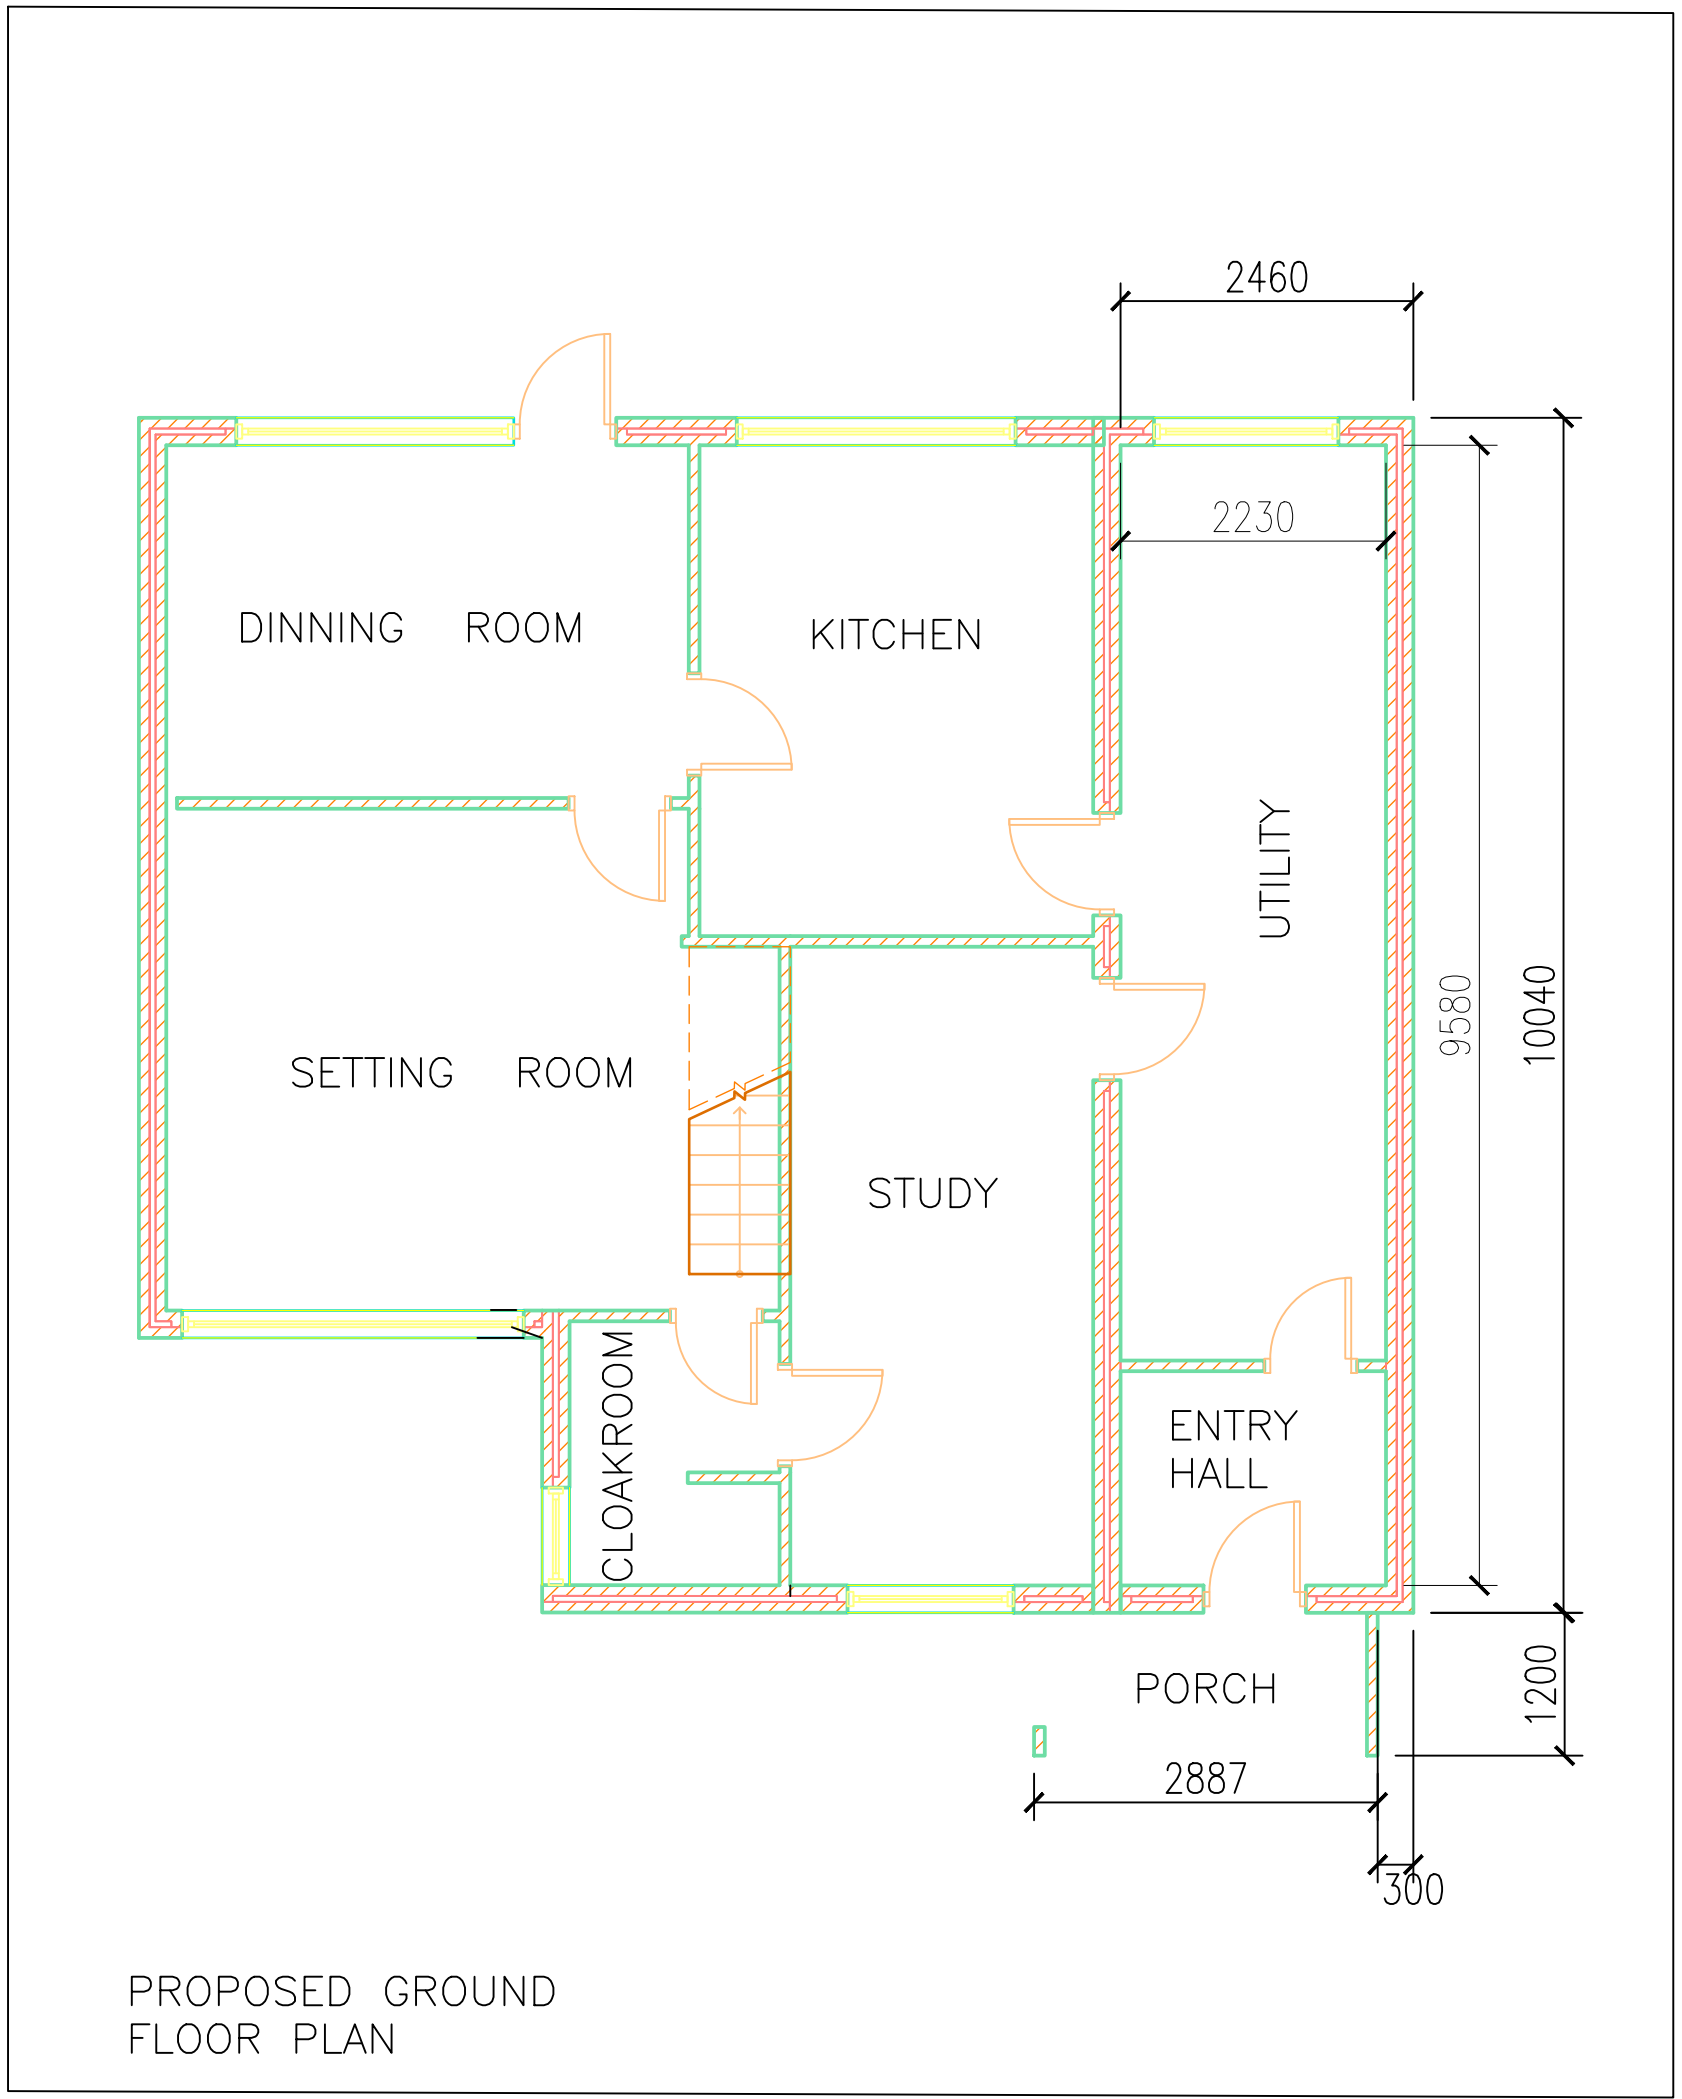 2460
2230
DINNING ROOM
KITCHEN
UTILITY
9580
10040
SETTING ROOM
STUDY
CLOAKROOM
ENTRY
HALL
PORCH
1200
2887
300
PROPOSED GROUND
FLOOR PLAN